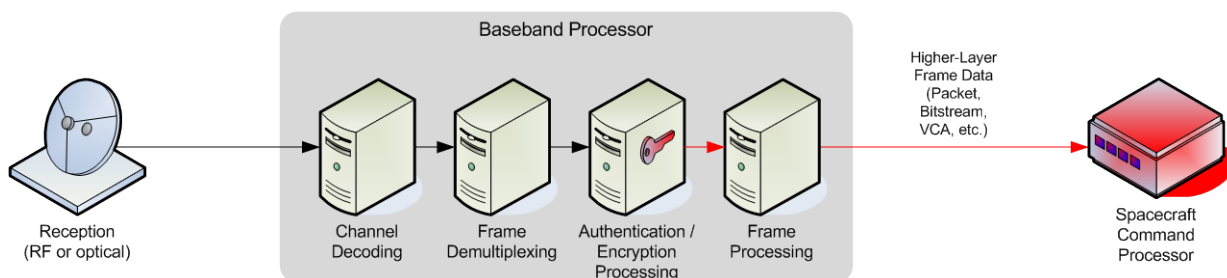 Baseband Processor
Reception
(RF or optical)
Channel
Decoding
Frame
Demultiplexing
Authentication /
Encryption
Processing
Frame
Processing
Higher-Layer
Frame Data
(Packet,
Bitstream,
VCA, etc.)
Spacecraft
Command
Processor